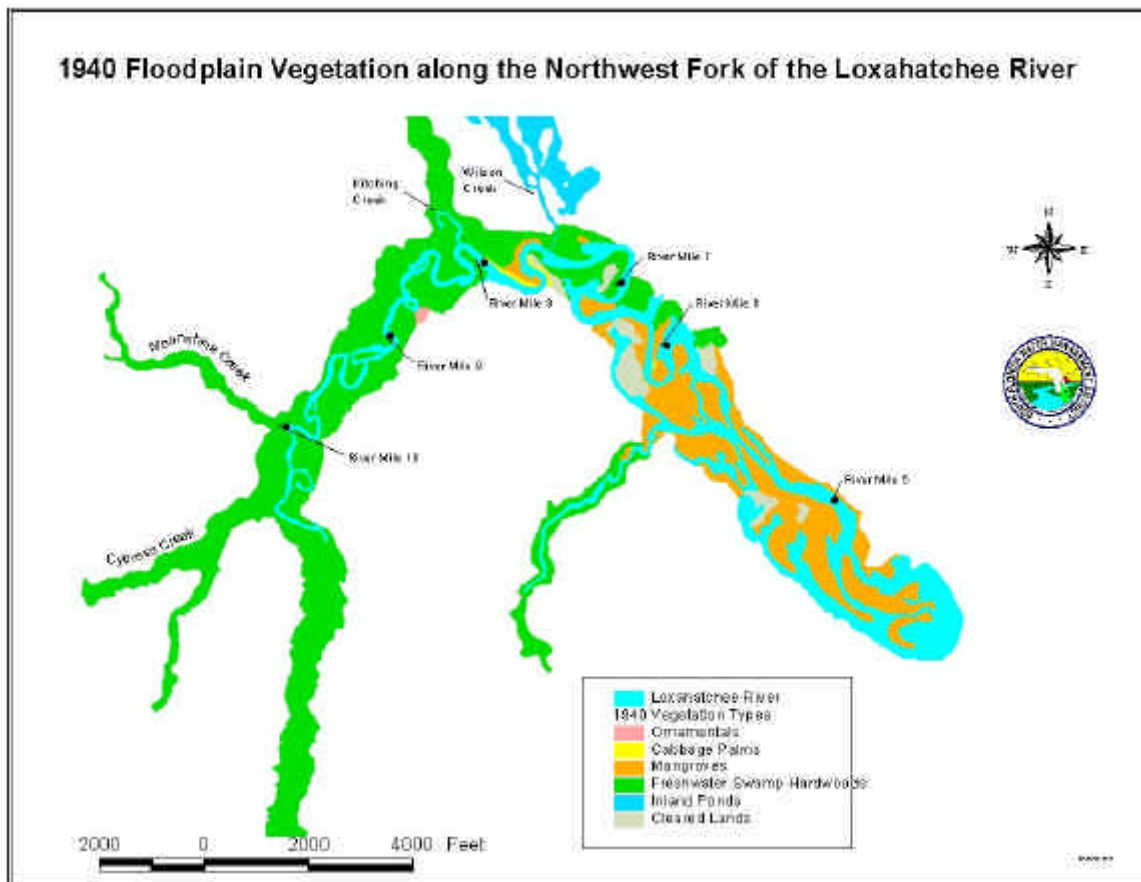 1940 Floodplain Vegetation along the Northwest Fork of the Loxahatchee River
Wilson
Creek
Kitching
Creek
N
W
E
S
River Mile 7
River Mile 8
River Mile 6
River Mile 9
Creek
River Mile 10
River Mile 5
Cypress Creek
Loxahatchee River
1940 Vegetation Types
Ornamentals
Cabbage Palms
Mangroves
Freshwater Swamp Hardwoods
Inland Ponds
Cleared Lands
2000 0 2000 4000 Feet